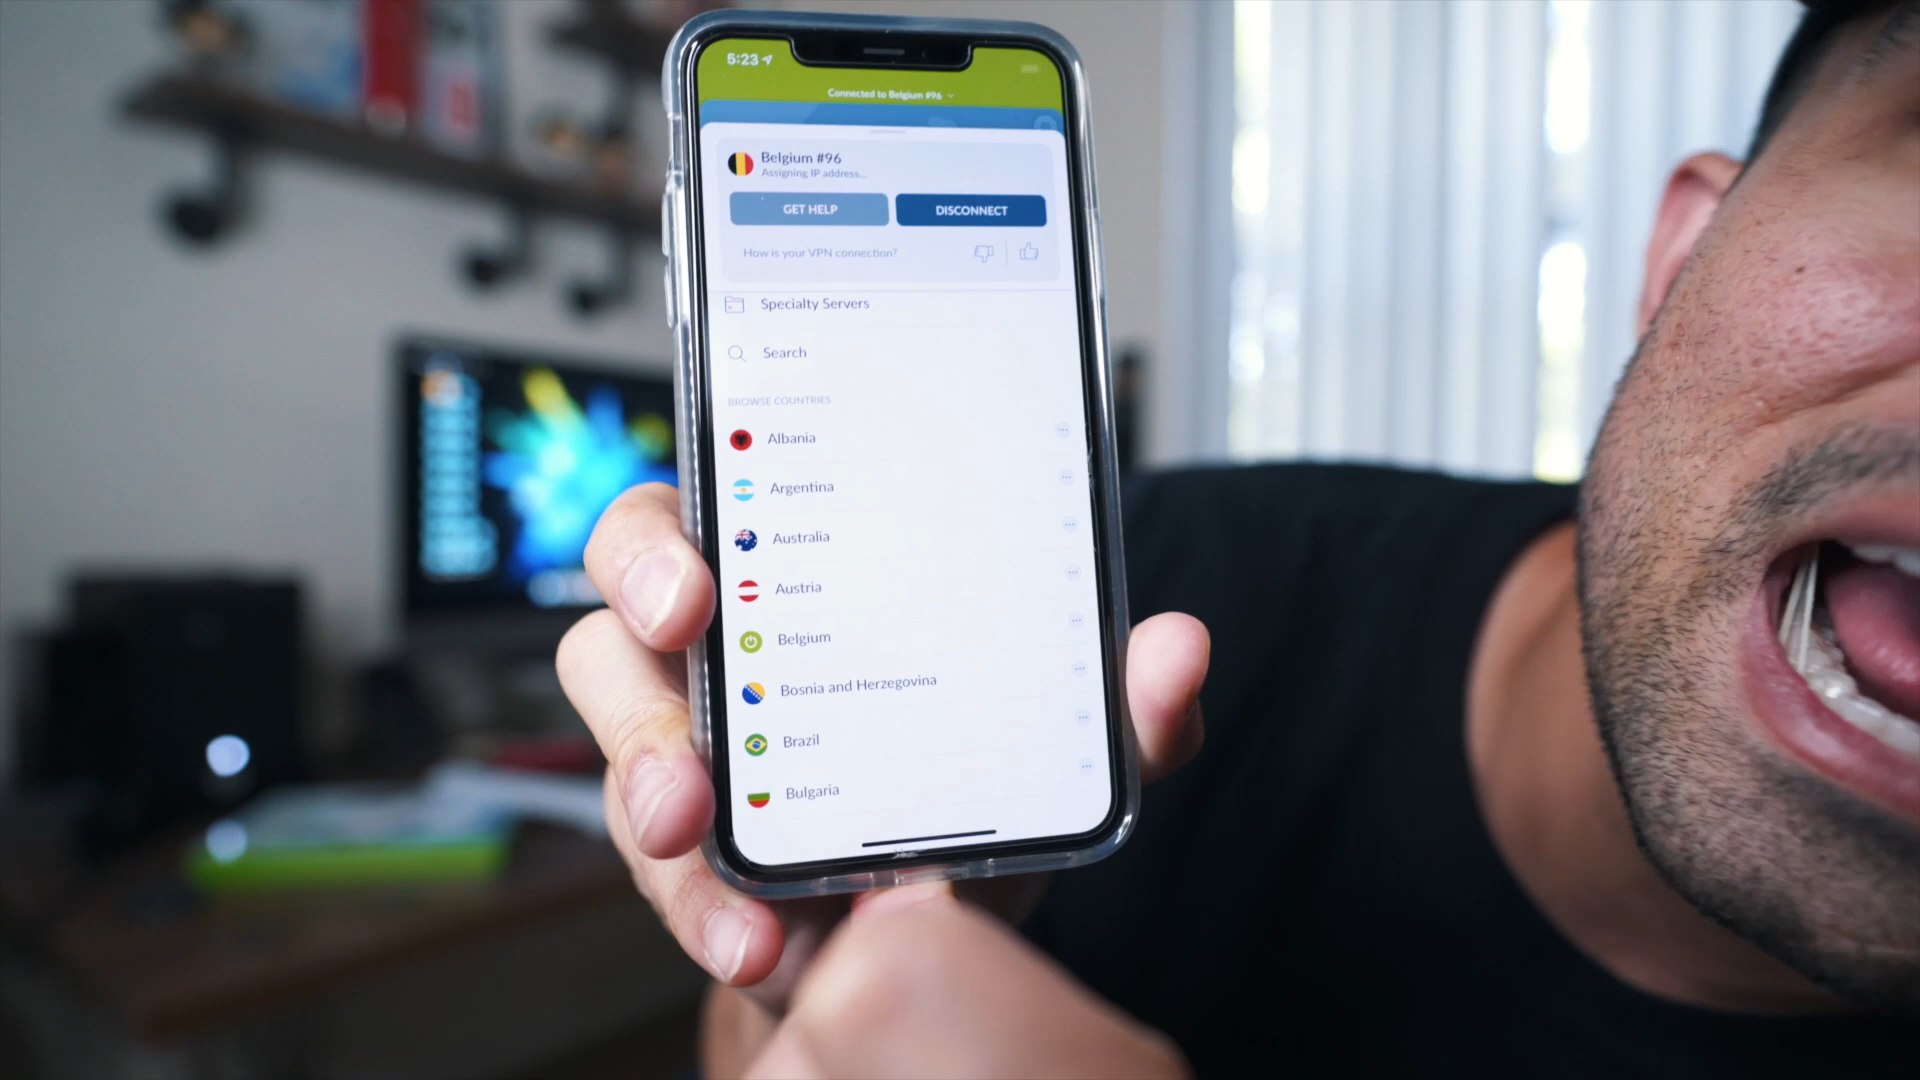 5:23
Connected to Belgium #96
Belgium #96
Assigning IP address...
GET HELP
DISCONNECT
How is your VPN connection?
Specialty Servers
Search
BROWSE COUNTRIES
Albania
Argentina
Australia
Austria
Belgium
Bosnia and Herzegovina
Brazil
Bulgaria